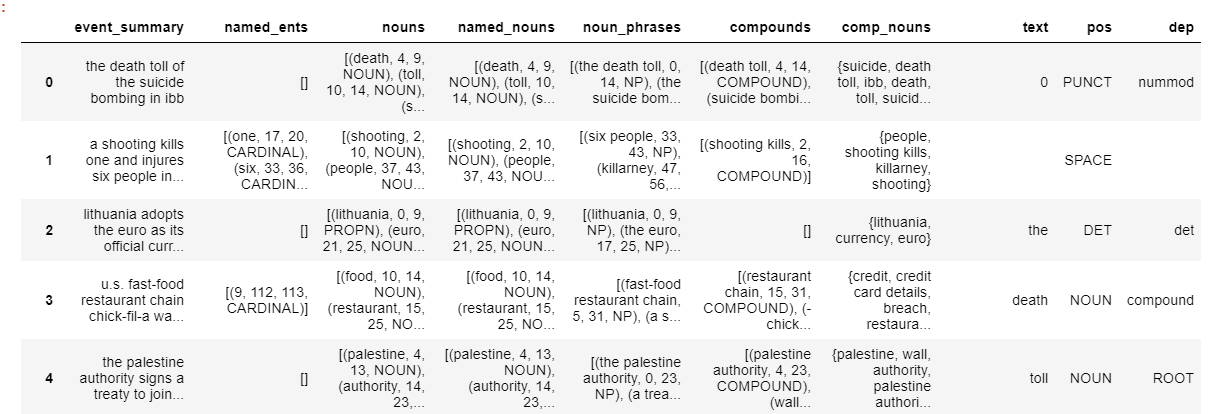 :
event_summary named_ents nouns named_nouns noun_phrases compounds comp_nouns text pos dep
0 the death toll of the suicide bombing in ibb [] [(death, 4, 9, NOUN), (toll, 10, 14, NOUN), (s... [(death, 4, 9, NOUN), (toll, 10, 14, NOUN), (s... [(the death toll, 0, 14, NP), (the suicide bom... [(death toll, 4, 14, COMPOUND), (suicide bombi... {suicide, death toll, ibb, death, toll, suicid... 0 PUNCT nummod
1 a shooting kills one and injures six people in... [(one, 17, 20, CARDINAL), (six, 33, 36, CARDIN... [(shooting, 2, 10, NOUN), (people, 37, 43, NOU... [(shooting, 2, 10, NOUN), (people, 37, 43, NOU... [(six people, 33, 43, NP), (killarney, 47, 56,... [(shooting kills, 2, 16, COMPOUND)] {people, shooting kills, killarney, shooting} SPACE
2 lithuania adopts the euro as its official curr... [] [(lithuania, 0, 9, PROPN), (euro, 21, 25, NOUN... [(lithuania, 0, 9, PROPN), (euro, 21, 25, NOUN... [(lithuania, 0, 9, NP), (the euro, 17, 25, NP)... [] {lithuania, currency, euro} the DET det
3 u.s. fast-food restaurant chain chick-fil-a wa... [(9, 112, 113, CARDINAL)] [(food, 10, 14, NOUN), (restaurant, 15, 25, NO... [(food, 10, 14, NOUN), (restaurant, 15, 25, NO... [(fast-food restaurant chain, 5, 31, NP), (a s... [(restaurant chain, 15, 31, COMPOUND), (-chick... {credit, credit card details, breach, restaura... death NOUN compound
4 the palestine authority signs a treaty to join... [] [(palestine, 4, 13, NOUN), (authority, 14, 23,... [(palestine, 4, 13, NOUN), (authority, 14, 23,... [(the palestine authority, 0, 23, NP), (a trea... [(palestine authority, 4, 23, COMPOUND), (wall... {palestine, wall, authority, palestine authori... toll NOUN ROOT